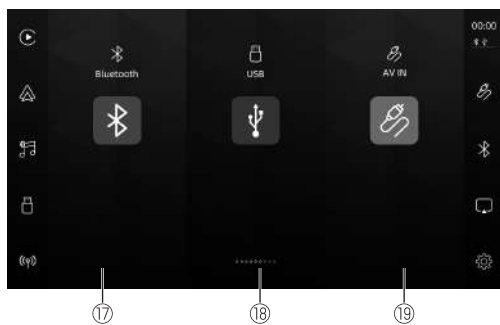 00:00
Bluetooth
USB
AV IN
⑰ ⑱ ⑲